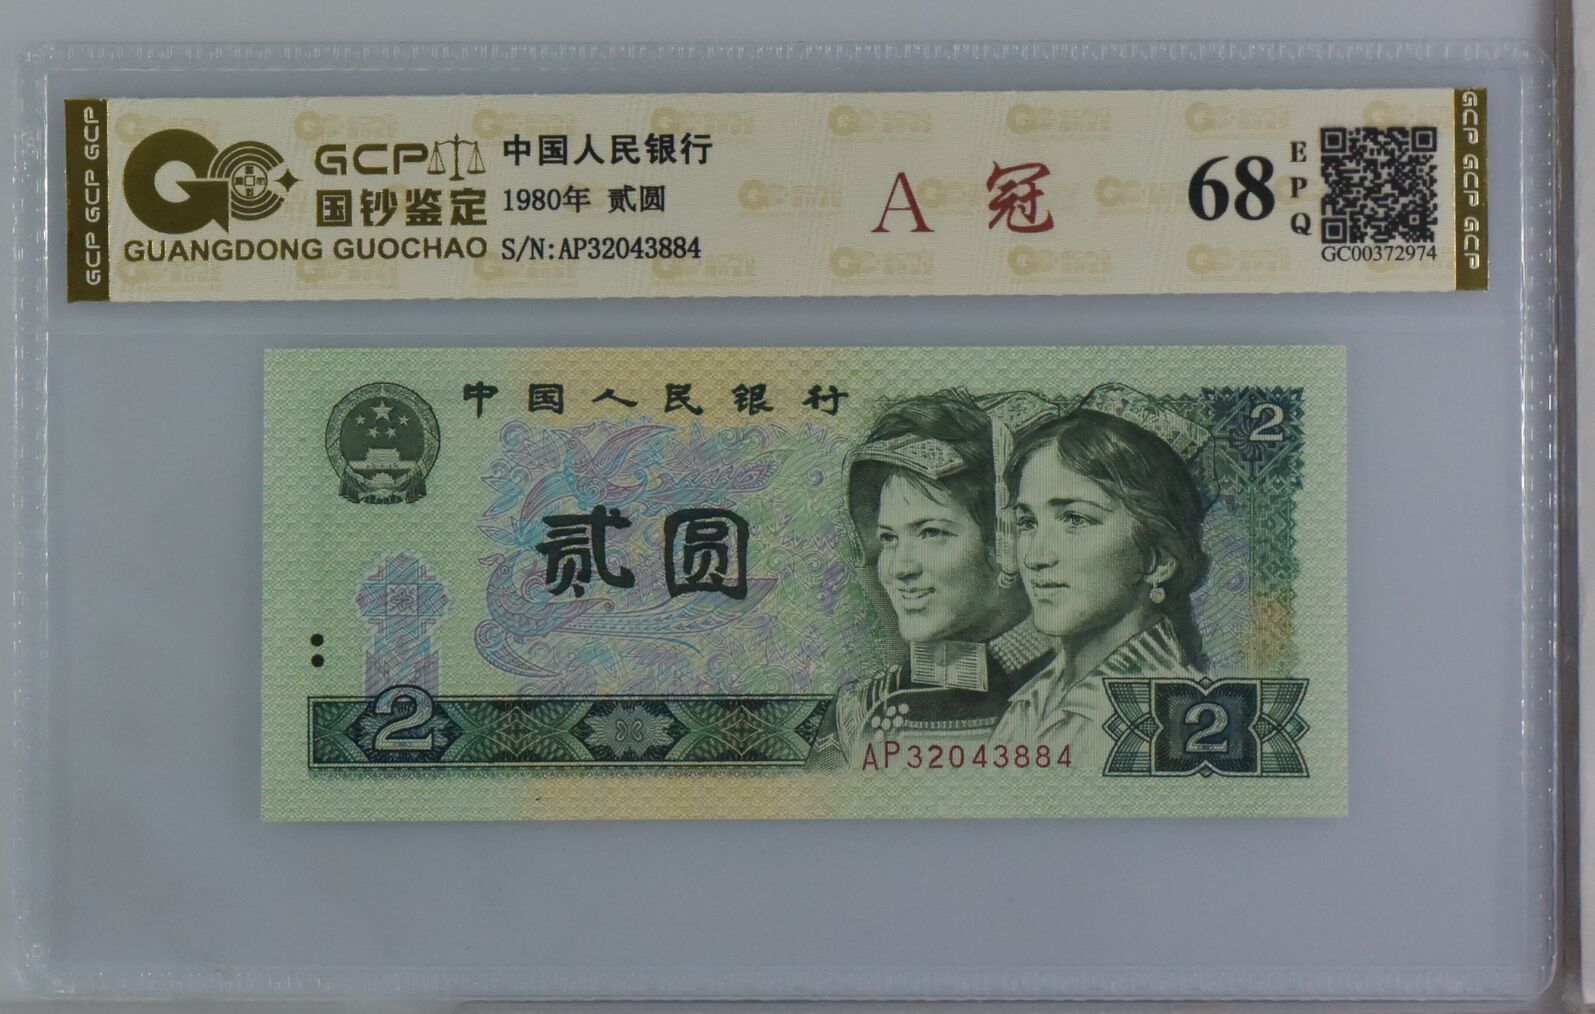 GCP GCP GCP
GCP
国钞鉴定
GUANGDONG GUOCHAO
中国人民银行
1980年 贰圆
S/N:AP32043884
A 冠
68
EPQ
GC00372974
GCP GCP GCP
中国人民银行
2
贰圆
2
AP32043884
2